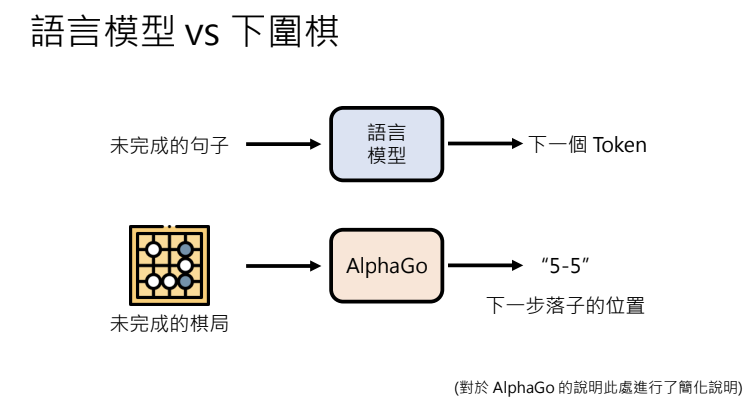 語言模型 vs 下圍棋
未完成的句子
語言
模型
下一個 Token
AlphaGo
“5-5”
下一步落子的位置
未完成的棋局
(對於 AlphaGo 的說明此處進行了簡化說明)